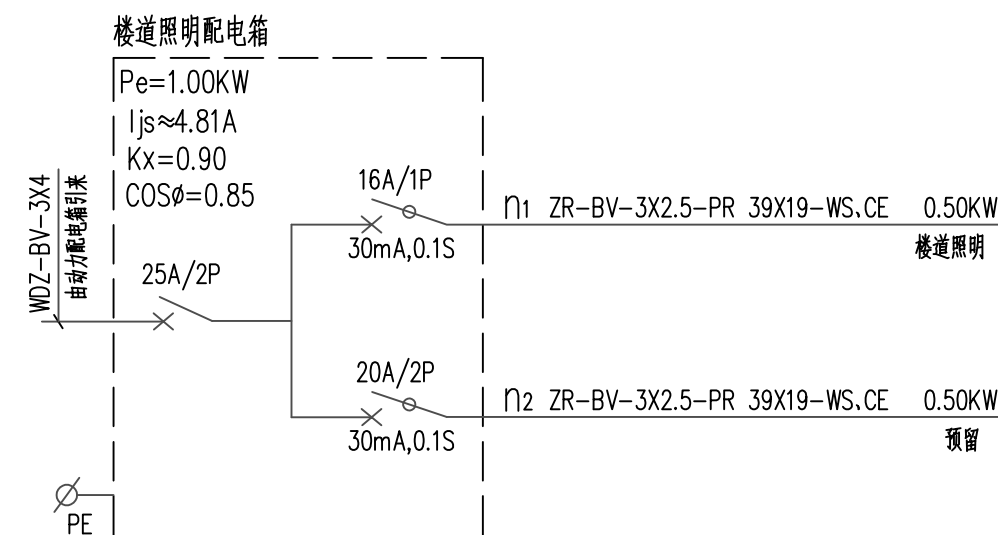 楼道照明配电箱
Pe=1.00KW
Ijs≈4.81A
Kx=0.90
COSø=0.85
WDZ-BV-3X4
由动力配电箱引来
25A/2P
16A/1P
30mA,0.1S
n1 ZR-BV-3X2.5-PR 39X19-WS、CE 0.50KW
楼道照明
20A/2P
30mA,0.1S
n2 ZR-BV-3X2.5-PR 39X19-WS、CE 0.50KW
预留
PE